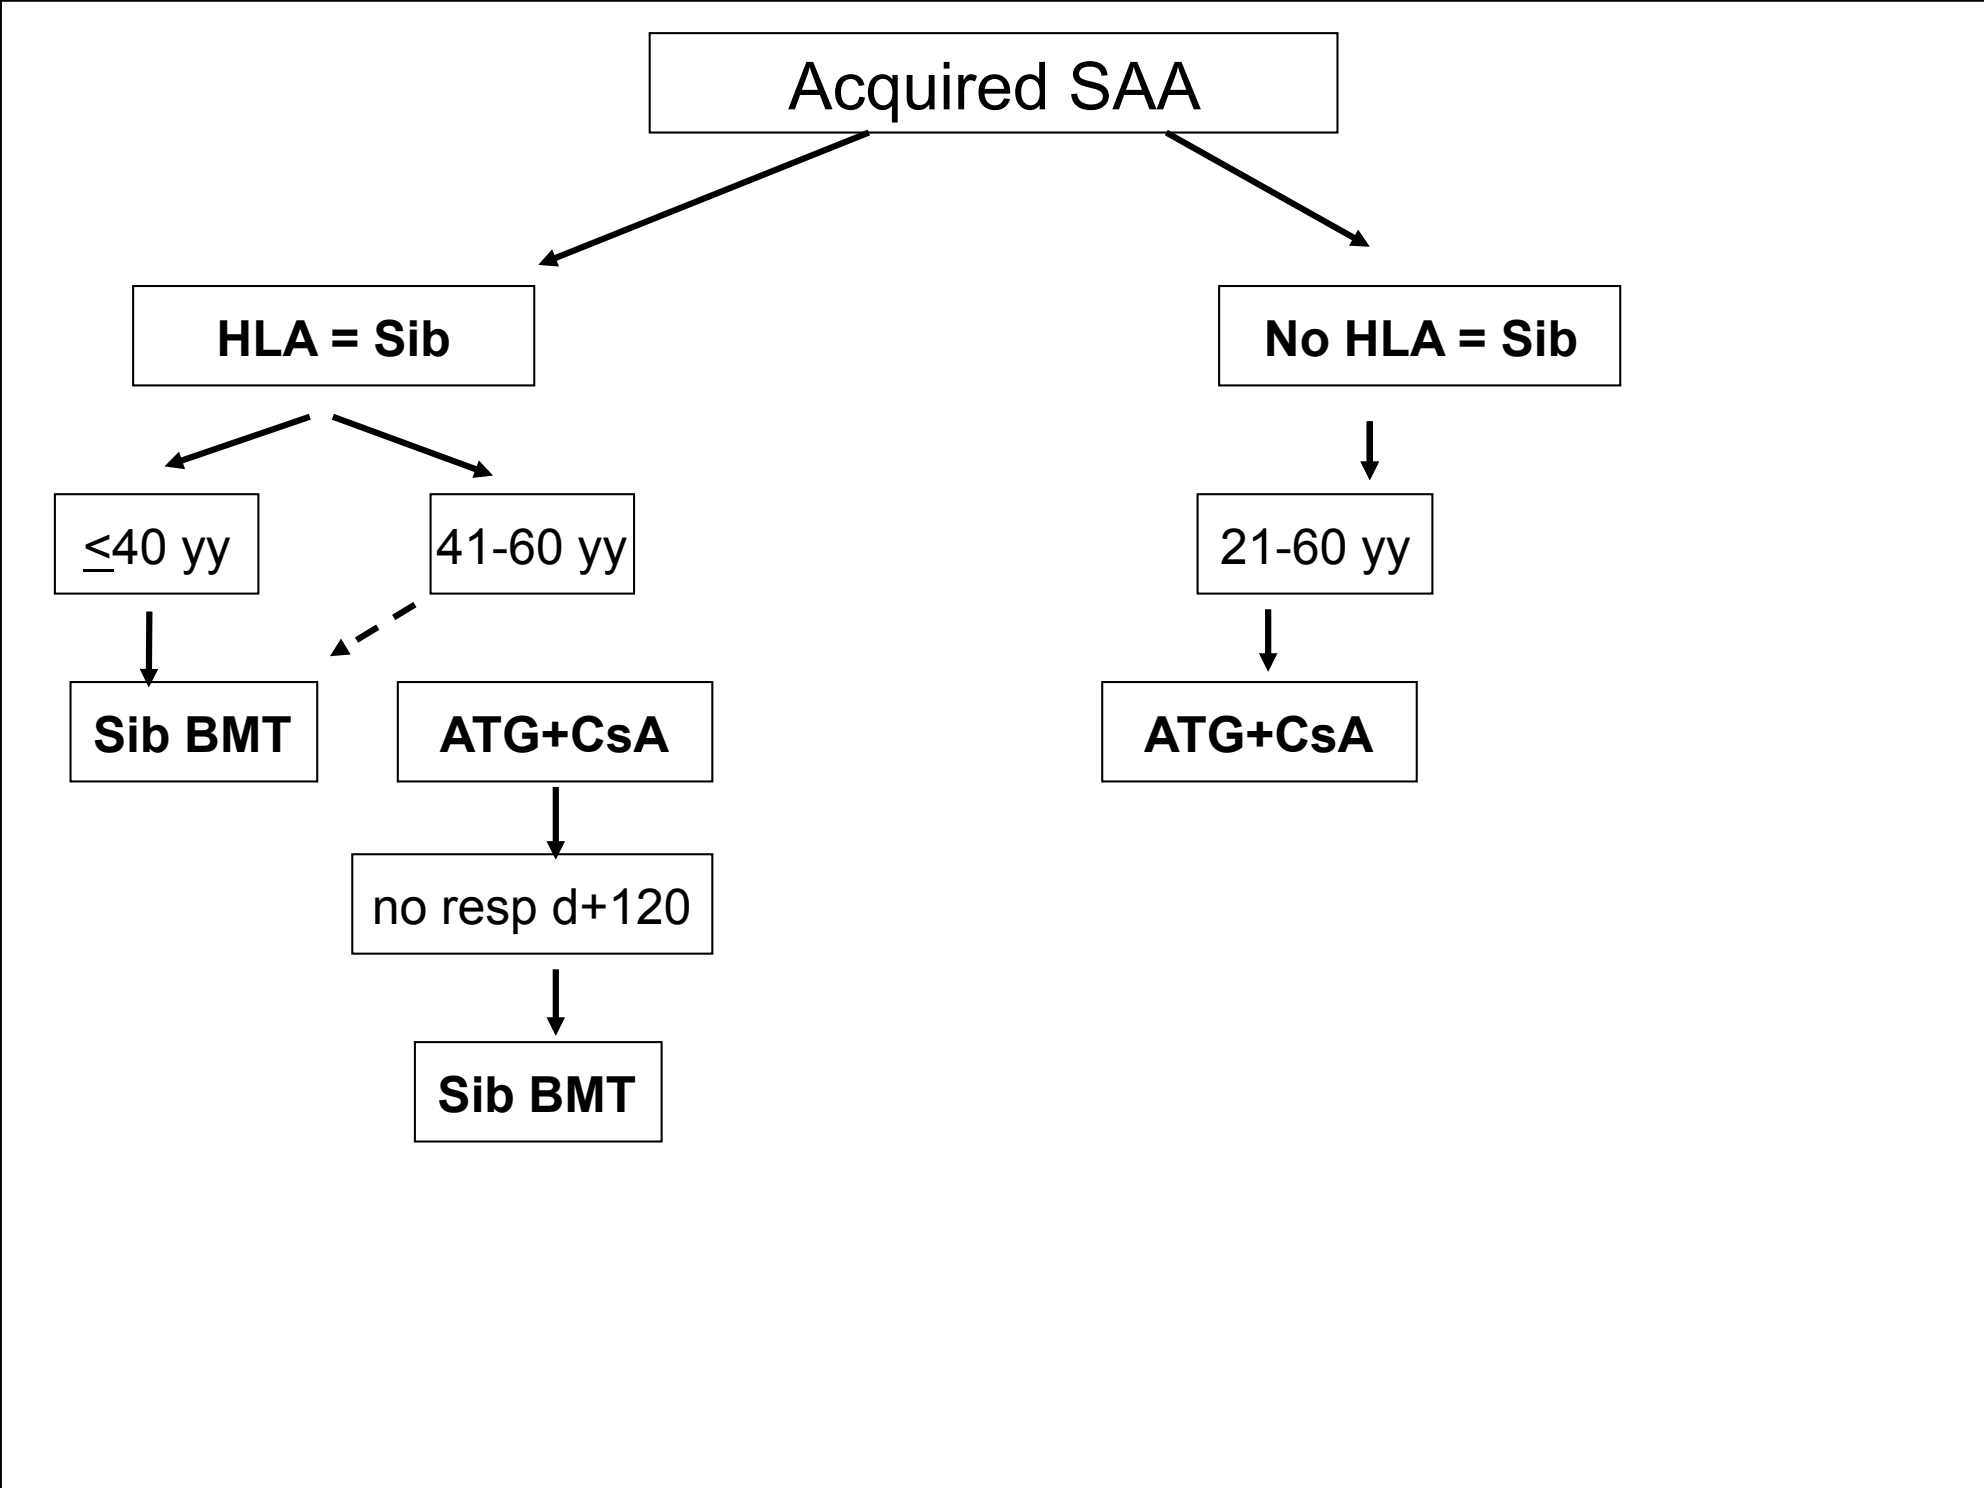 Acquired SAA
HLA = Sib
No HLA = Sib
≤40 yy
41-60 yy
21-60 yy
Sib BMT
ATG+CsA
ATG+CsA
no resp d+120
Sib BMT